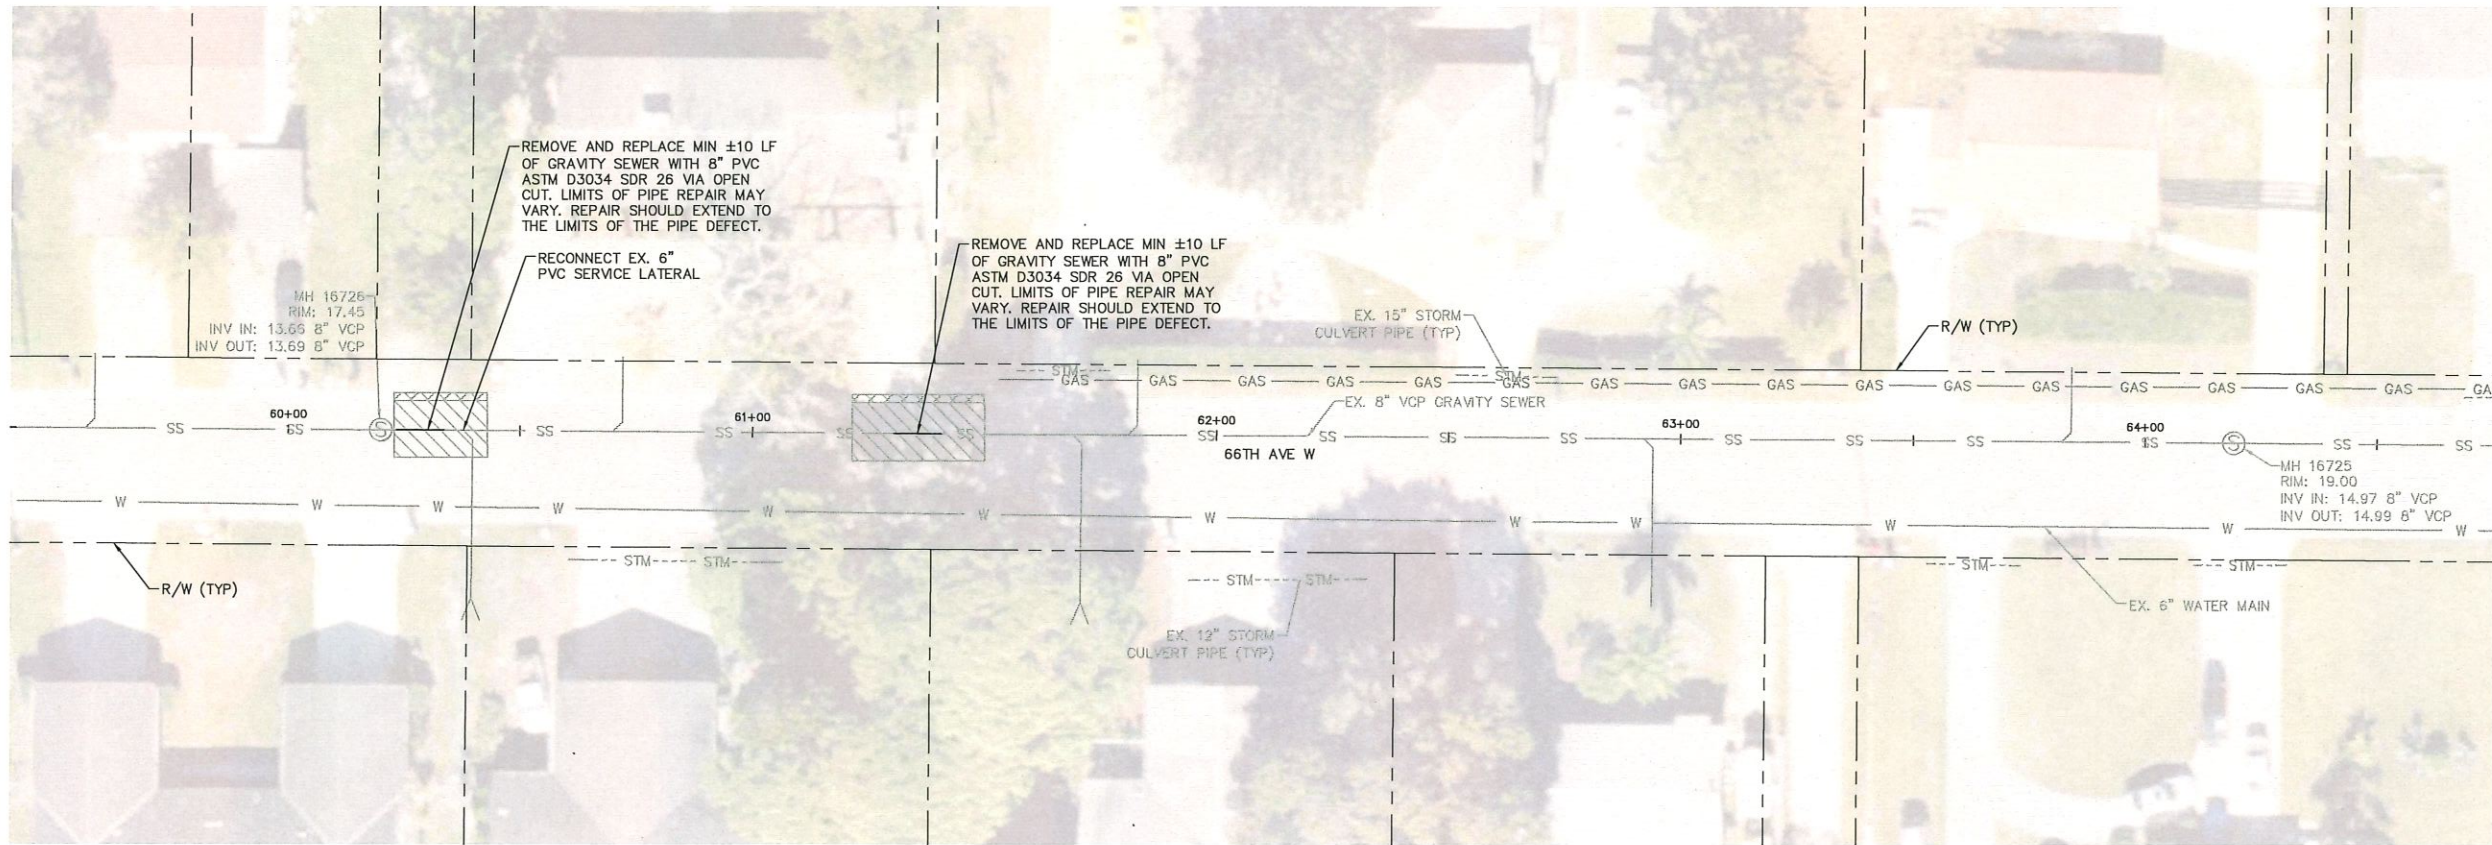 REMOVE AND REPLACE MIN ±10 LF
OF GRAVITY SEWER WITH 8" PVC
ASTM D3034 SDR 26 VIA OPEN
CUT. LIMITS OF PIPE REPAIR MAY
VARY. REPAIR SHOULD EXTEND TO
THE LIMITS OF THE PIPE DEFECT.
RECONNECT EX. 6"
PVC SERVICE LATERAL
REMOVE AND REPLACE MIN ±10 LF
OF GRAVITY SEWER WITH 8" PVC
ASTM D3034 SDR 26 VIA OPEN
CUT. LIMITS OF PIPE REPAIR MAY
VARY. REPAIR SHOULD EXTEND TO
THE LIMITS OF THE PIPE DEFECT.
MH 16726
RIM: 17.45
INV IN: 13.66 8" VCP
INV OUT: 13.69 8" VCP
EX. 15" STORM
CULVERT PIPE (TYP)
R/W (TYP)
STM STM
GAS GAS GAS GAS GAS GAS GAS GAS GAS GAS GAS GAS GAS GAS GAS GAS GA
EX. 8" VCP GRAVITY SEWER
60+00 61+00 62+00 63+00 64+00
S S
SS SS SS SS SS SS SS SS SS SS SS SS SS SS SS SS SS
66TH AVE W
MH 16725
RIM: 19.00
INV IN: 14.97 8" VCP
INV OUT: 14.99 8" VCP
W W W W W W W W W W W W
STM STM STM STM STM STM
R/W (TYP)
EX. 6" WATER MAIN
EX. 12" STORM
CULVERT PIPE (TYP)